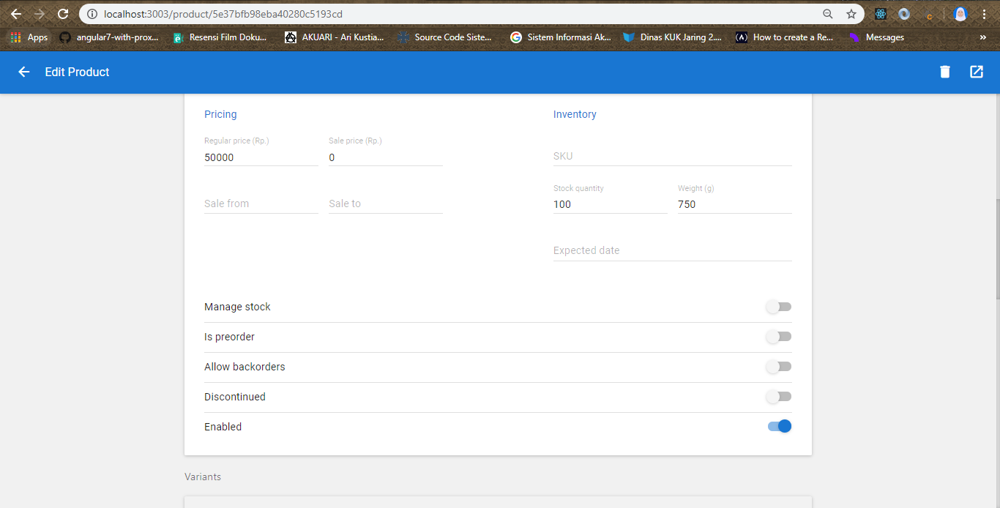 localhost:3003/product/5e37bfb98eba40280c5193cd
Apps
angular7-with-prox...
Resensi Film Doku...
AKUARI - Ari Kustia...
Source Code Siste...
Sistem Informasi Ak...
Dinas KUK Jaring 2....
How to create a Re...
Messages
»
Edit Product
Pricing
Regular price (Rp.)
50000
Sale price (Rp.)
0
Sale from
Sale to
Inventory
SKU
Stock quantity
100
Weight (g)
750
Expected date
Manage stock
Is preorder
Allow backorders
Discontinued
Enabled
Variants